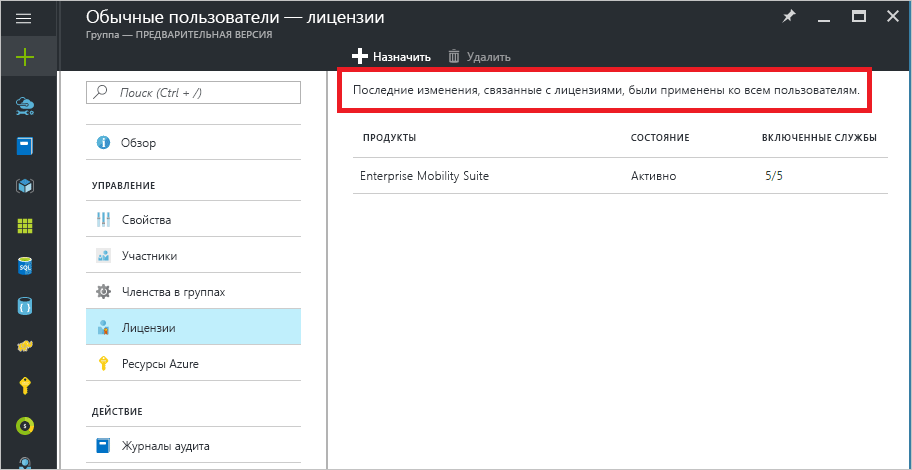 Обычные пользователи — лицензии
Группа — ПРЕДВАРИТЕЛЬНАЯ ВЕРСИЯ
Назначить Удалить
Поиск (Ctrl + /)
Последние изменения, связанные с лицензиями, были применены ко всем пользователям.
Обзор
УПРАВЛЕНИЕ
Свойства
Участники
Членства в группах
Лицензии
Ресурсы Azure
ДЕЙСТВИЕ
Журналы аудита
ПРОДУКТЫ СОСТОЯНИЕ ВКЛЮЧЕННЫЕ СЛУЖБЫ
Enterprise Mobility Suite Активно 5/5
SQL